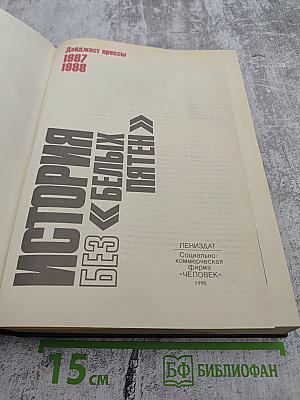 Дайджест прессы
1987
1988
ИСТОРИЯ
БЕЗ «БЕЛЫХ
ПЯТЕН»
ЛЕНИЗДАТ
Социально-
коммерческая
фирма
«ЧЕЛОВЕК»
1990
15 см
БФ БИБЛИОФАН